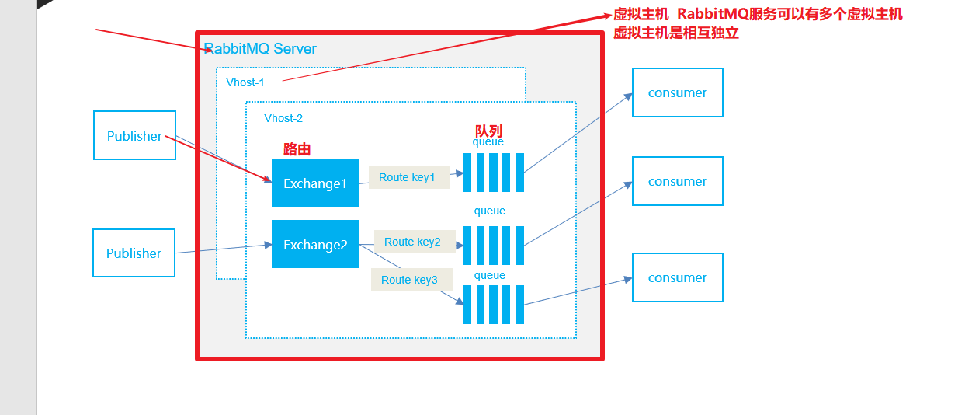 虚拟主机 RabbitMQ服务可以有多个虚拟主机
虚拟主机是相互独立
RabbitMQ Server
Vhost-1
Vhost-2
Publisher
Publisher
路由
Exchange1
Exchange2
Route key1
Route key2
Route key3
队列
queue
queue
queue
consumer
consumer
consumer